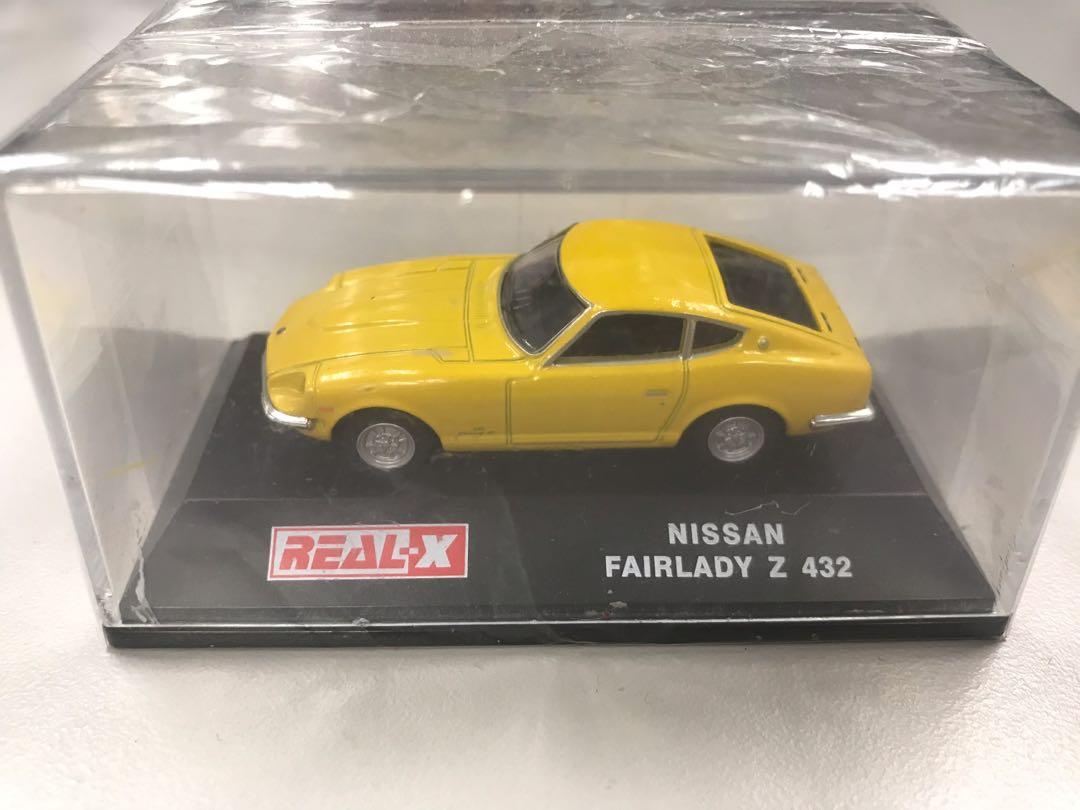 REAL-X
NISSAN
FAIRLADY Z 432